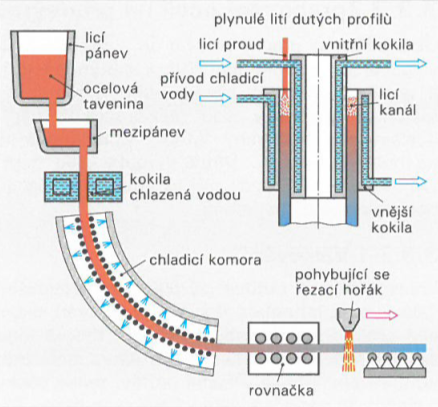 plynulé lití dutých profilů
licí
pánev
licí proud
vnitřní kokila
přívod chladicí
vody
ocelová
tavenina
licí
kanál
mezipánev
kokila
chlazená vodou
vnější
kokila
chladicí komora
pohybující se
řezací hořák
rovnačka